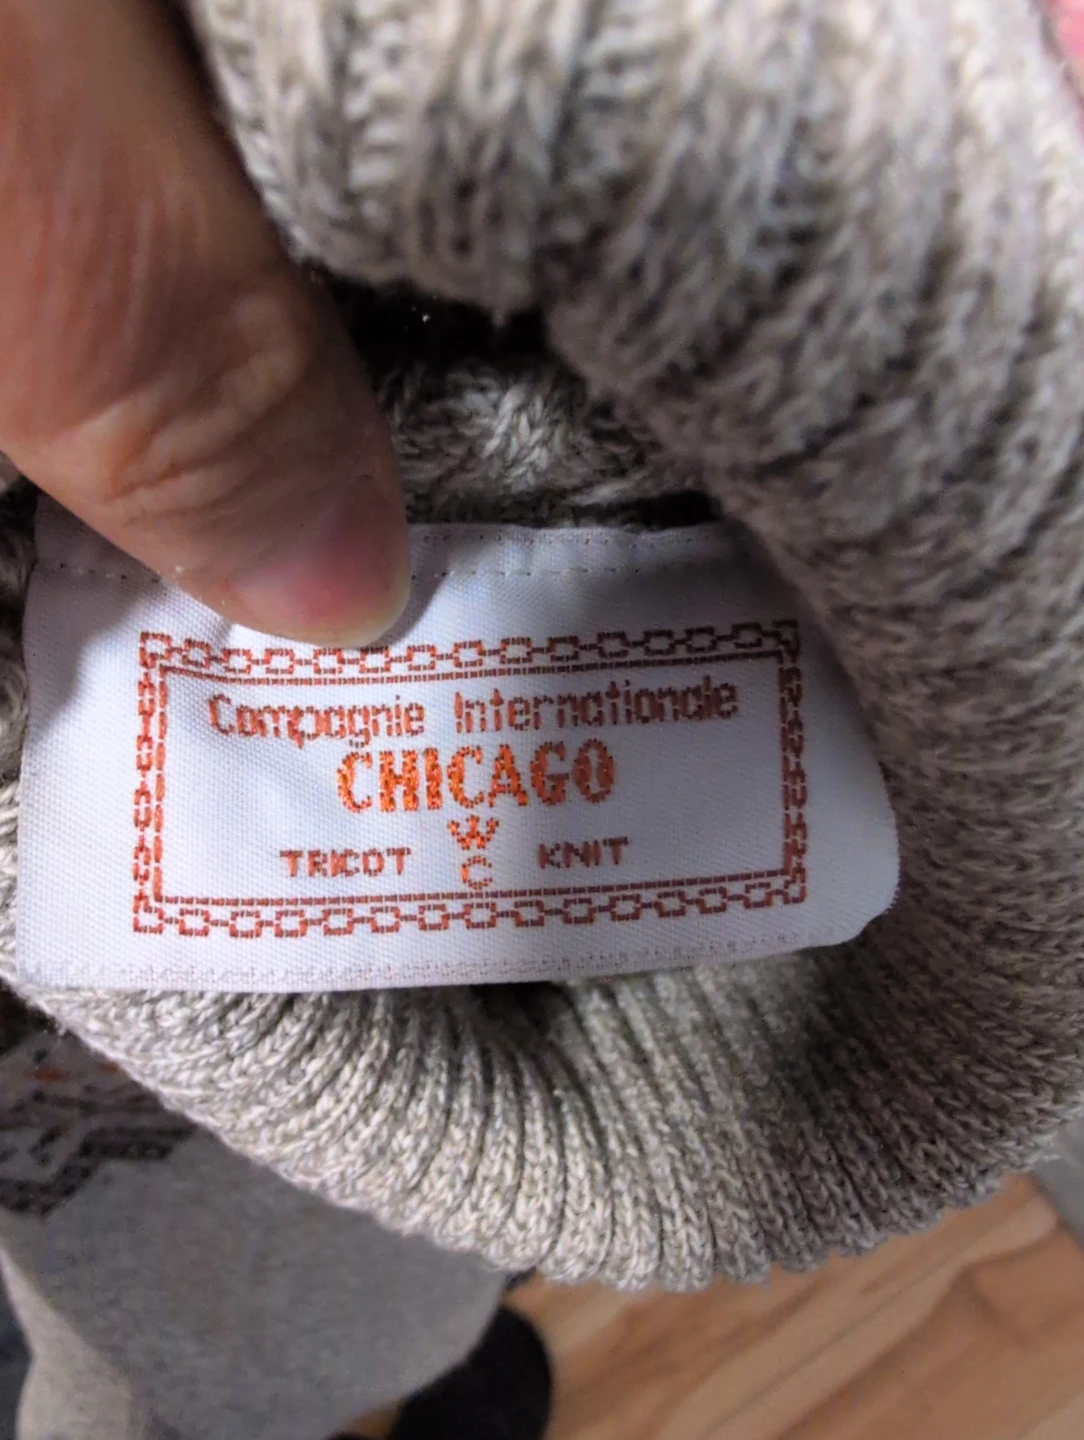 Compagnie Internationale
CHICAGO
TRICOT C KNIT